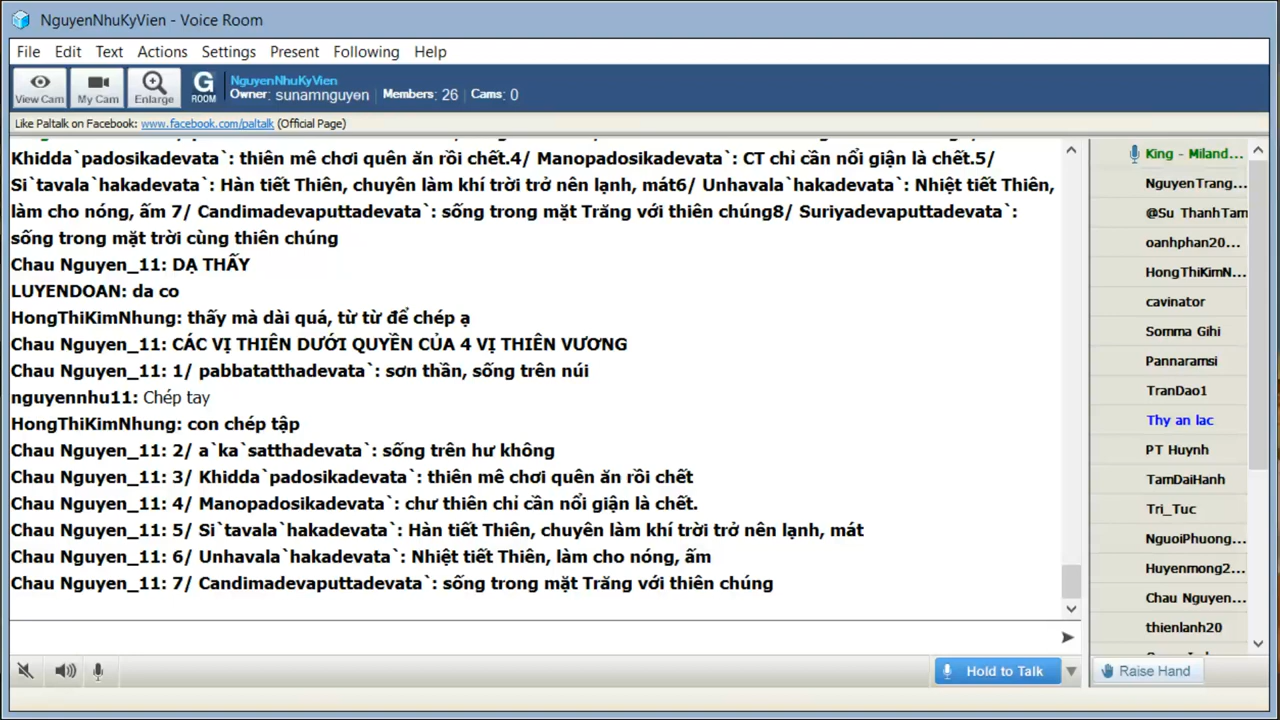 NguyenNhuKyVien - Voice Room
File Edit Text Actions Settings Present Following Help
View Cam My Cam Enlarge G ROOM
NguyenNhuKyVien
Owner: sunamnguyen Members: 26 Cams: 0
Like Paltalk on Facebook: www.facebook.com/paltalk (Official Page)
Khidda`padosikadevata`: thiên mê chơi quên ăn rồi chết.4/ Manopadosikadevata`: CT chỉ cần nổi giận là chết.5/
Si`tavala`hakadevata`: Hàn tiết Thiên, chuyên làm khí trời trở nên lạnh, mát6/ Unhavala`hakadevata`: Nhiệt tiết Thiên,
làm cho nóng, ấm 7/ Candimadevaputtadevata`: sống trong mặt Trăng với thiên chúng8/ Suriyadevaputtadevata`:
sống trong mặt trời cùng thiên chúng
Chau Nguyen_11: DẠ THẤY
LUYENDOAN: da co
HongThiKimNhung: thấy mà dài quá, từ từ để chép ạ
Chau Nguyen_11: CÁC VỊ THIÊN DƯỚI QUYỀN CỦA 4 VỊ THIÊN VƯƠNG
Chau Nguyen_11: 1/ pabbatatthadevata`: sơn thần, sống trên núi
nguyennhu11: Chép tay
HongThiKimNhung: con chép tập
Chau Nguyen_11: 2/ a`ka`satthadevata`: sống trên hư không
Chau Nguyen_11: 3/ Khidda`padosikadevata`: thiên mê chơi quên ăn rồi chết
Chau Nguyen_11: 4/ Manopadosikadevata`: chư thiên chỉ cần nổi giận là chết.
Chau Nguyen_11: 5/ Si`tavala`hakadevata`: Hàn tiết Thiên, chuyên làm khí trời trở nên lạnh, mát
Chau Nguyen_11: 6/ Unhavala`hakadevata`: Nhiệt tiết Thiên, làm cho nóng, ấm
Chau Nguyen_11: 7/ Candimadevaputtadevata`: sống trong mặt Trăng với thiên chúng
King - Miland...
NguyenTrang...
@Su ThanhTam
oanhphan20...
HongThiKimN...
cavinator
Somma Gihi
Pannaramsi
TranDao1
Thy an lac
PT Huynh
TamDaiHanh
Tri_Tuc
NguoiPhuong...
Huyenmong2...
Chau Nguyen...
thienlanh20
Hold to Talk
Raise Hand